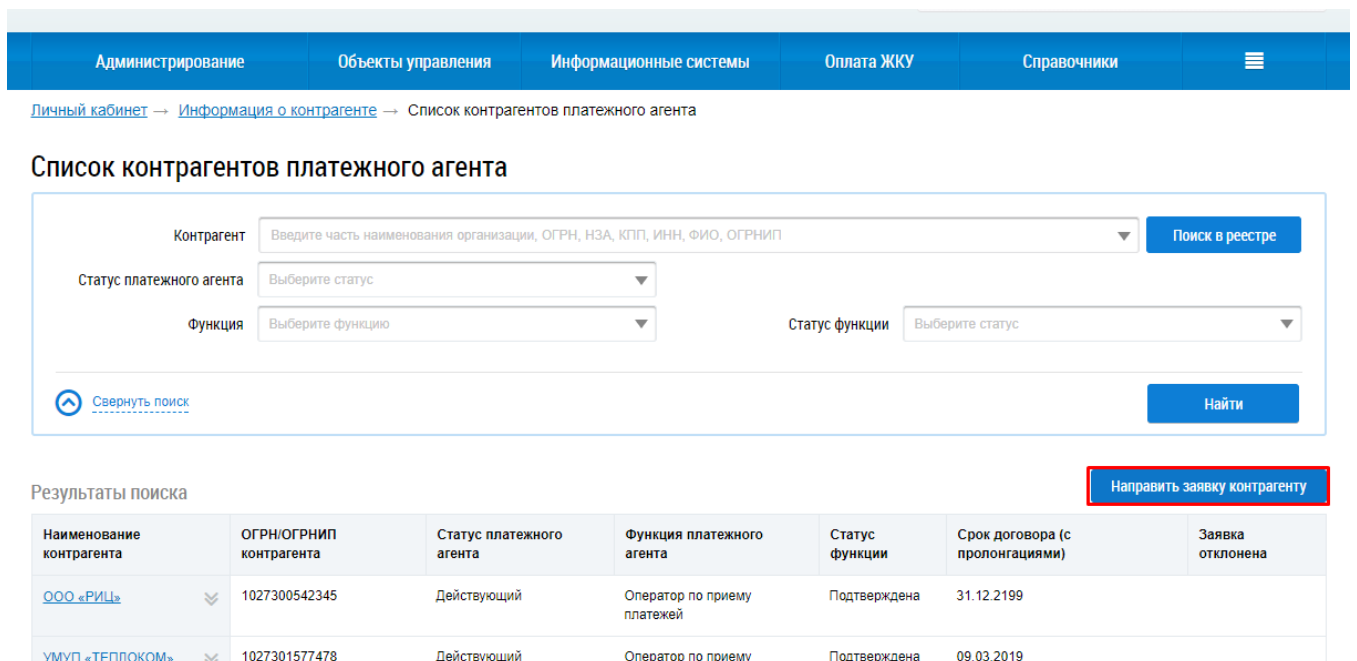 Администрирование Объекты управления Информационные системы Оплата ЖКУ Справочники
Личный кабинет → Информация о контрагенте → Список контрагентов платежного агента
Список контрагентов платежного агента
Контрагент Введите часть наименования организации, ОГРН, НЗА, КПП, ИНН, ФИО, ОГРНИП Поиск в реестре
Статус платежного агента Выберите статус
Функция Выберите функцию Статус функции Выберите статус
Свернуть поиск Найти
Результаты поиска Направить заявку контрагенту
Наименование ОГРН/ОГРНИП Статус платежного Функция платежного Статус Срок договора (с Заявка
контрагента контрагента агента агента функции пролонгациями) отклонена
ООО «РИЦ» 1027300542345 Действующий Оператор по приему Подтверждена 31.12.2199
платежей
УМУП «ТЕПЛОКОМ» 1027301577478 Действующий Оператор по приему Подтверждена 09.03.2019